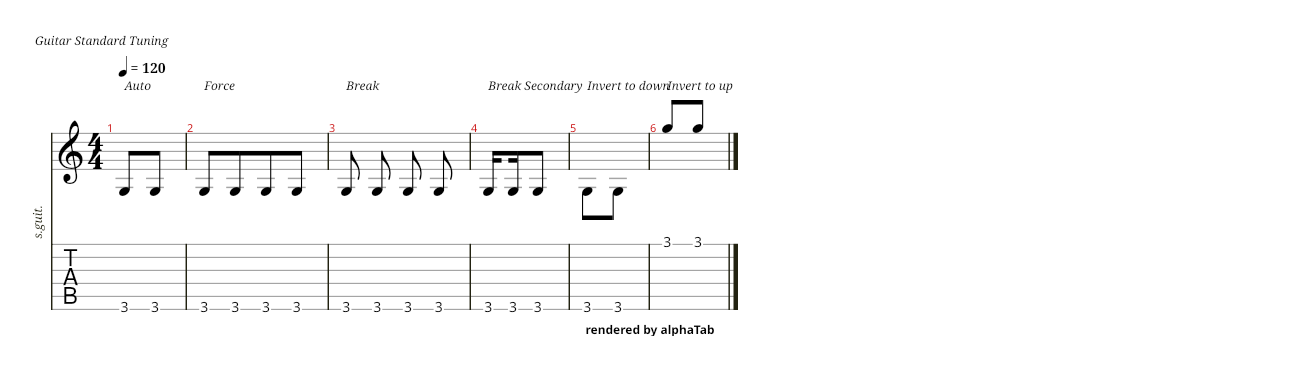 Guitar Standard Tuning
= 120
Auto Force Break Break Secondary Invert to down Invert to up
1 2 3 4 5 6
4
4
s.guit.
T
A
B
3 3
3 3 3 3 3 3 3 3 3 3 3 3 3 3 3
rendered by alphaTab